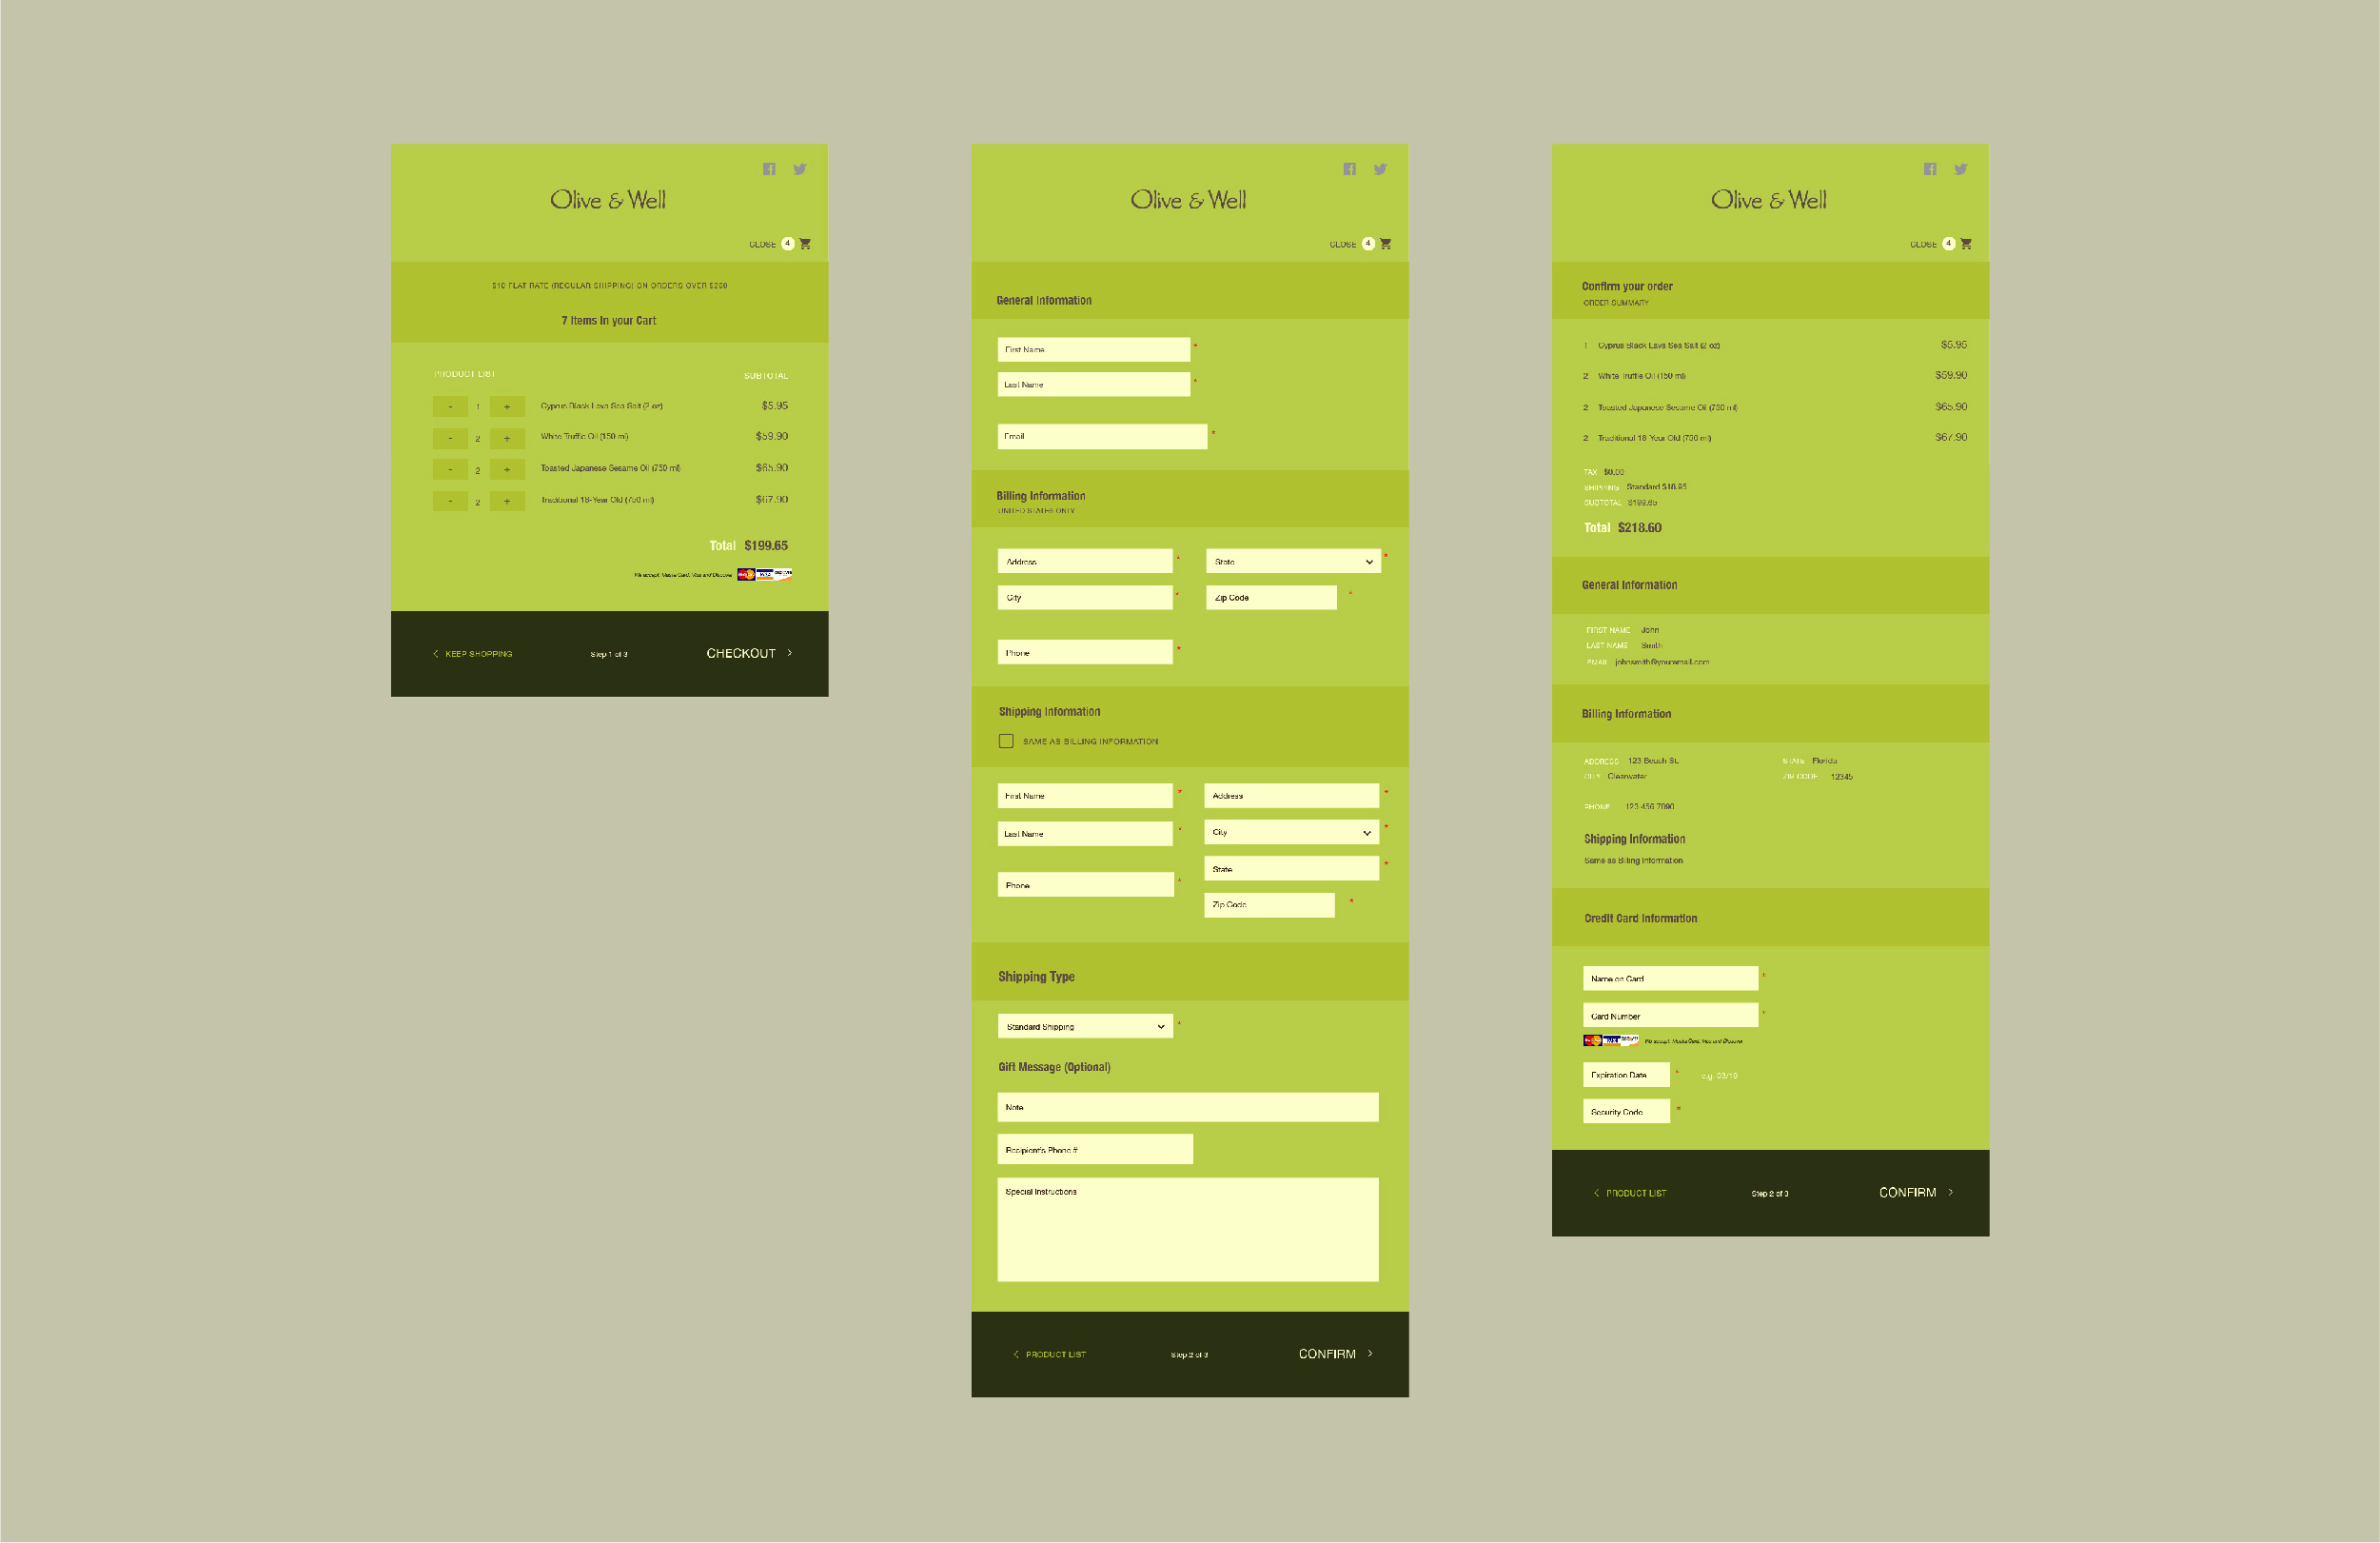 Olive & Well
CLOSE 4
$10 FLAT RATE (REGULAR SHIPPING) ON ORDERS OVER $200
7 Items In your Cart
PRODUCT LIST SUBTOTAL
- 1 + Cyprus Black Lava Sea Salt (2 oz) $5.95
- 2 + White Truffle Oil (150 ml) $59.90
- 2 + Toasted Japanese Sesame Oil (750 ml) $65.90
- 2 + Traditional 18-Year Old (750 ml) $67.90
Total $199.65
We accept: Master Card, Visa and Discover
KEEP SHOPPING Step 1 of 3 CHECKOUT
Olive & Well
CLOSE 4
General Information
First Name *
Last Name *
Email *
Billing Information
UNITED STATES ONLY
Address * State *
City * Zip Code *
Phone *
Shipping Information
SAME AS BILLING INFORMATION
First Name * Address *
Last Name * City *
State *
Phone *
Zip Code *
Shipping Type
Standard Shipping *
Gift Message (Optional)
Note
Recipient's Phone #
Special Instructions
PRODUCT LIST Step 2 of 3 CONFIRM
Olive & Well
CLOSE 4
Confirm your order
ORDER SUMMARY
1 Cyprus Black Lava Sea Salt (2 oz) $5.95
2 White Truffle Oil (150 ml) $59.90
2 Toasted Japanese Sesame Oil (750 ml) $65.90
2 Traditional 18-Year Old (750 ml) $67.90
TAX $0.00
SHIPPING Standard $18.95
SUBTOTAL $199.65
Total $218.60
General Information
FIRST NAME John
LAST NAME Smith
EMAIL johnsmith@youremail.com
Billing Information
ADDRESS 123 Beach St. STATE Florida
CITY Clearwater ZIP CODE 12345
PHONE 123 456 7890
Shipping Information
Same as Billing Information
Credit Card Information
Name on Card *
Card Number *
We accept: Master Card, Visa and Discover
Expiration Date * e.g. 03/10
Security Code *
PRODUCT LIST Step 2 of 3 CONFIRM